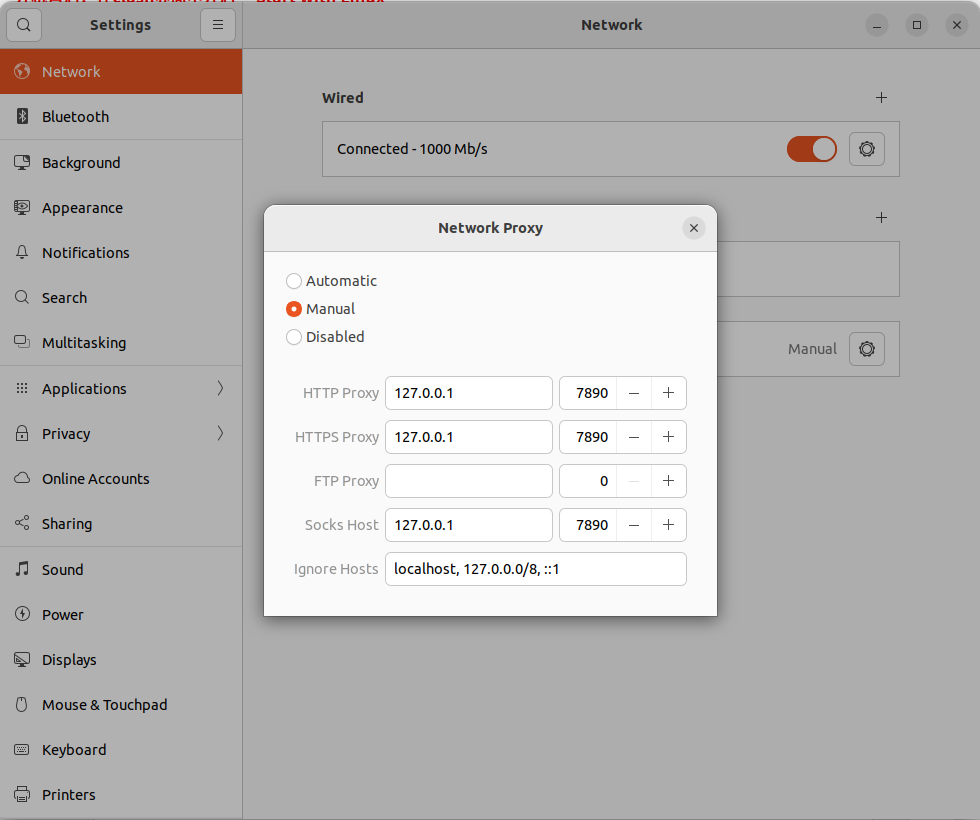 Settings
Network
Network
Bluetooth
Background
Appearance
Notifications
Search
Multitasking
Applications
Privacy
Online Accounts
Sharing
Sound
Power
Displays
Mouse & Touchpad
Keyboard
Printers
Wired
Connected - 1000 Mb/s
Manual
Network Proxy
Automatic
Manual
Disabled
HTTP Proxy 127.0.0.1 7890
HTTPS Proxy 127.0.0.1 7890
FTP Proxy 0
Socks Host 127.0.0.1 7890
Ignore Hosts localhost, 127.0.0.0/8, ::1